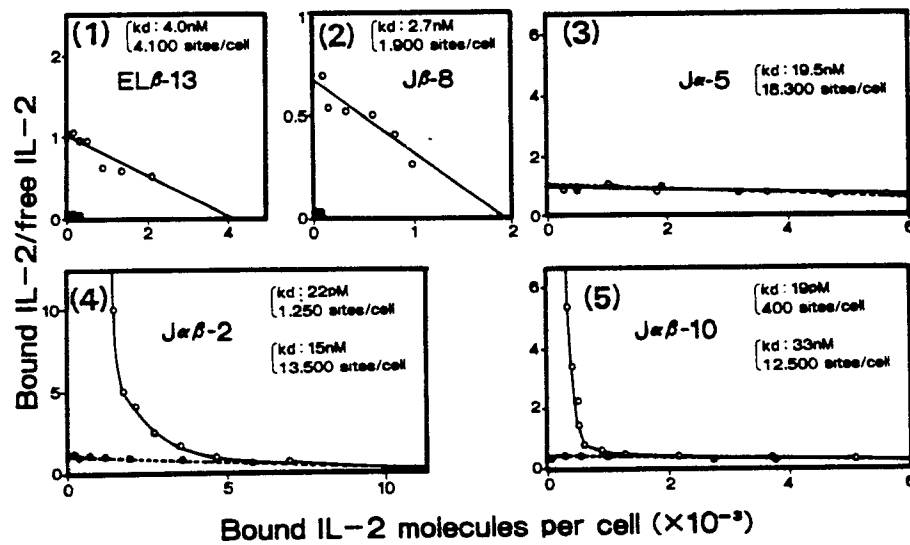 Bound IL-2/free IL-2
(1)
kd : 4.0nM
4.100 sites/cell
ELβ-13
2
1
0
0 2 4
(2)
kd : 2.7nM
1.900 sites/cell
Jβ-8
1
0.5
0
0 1 2
(3)
Jα-5
kd : 19.5nM
18.300 sites/cell
6
4
2
0
0 2 4 6
(4)
Jαβ-2
kd : 22pM
1.250 sites/cell
kd : 15nM
13.500 sites/cell
10
5
0
0 5 10
(5)
Jαβ-10
kd : 19pM
400 sites/cell
kd : 33nM
12.500 sites/cell
6
4
2
0
0 2 4 6
Bound IL-2 molecules per cell (×10⁻³)